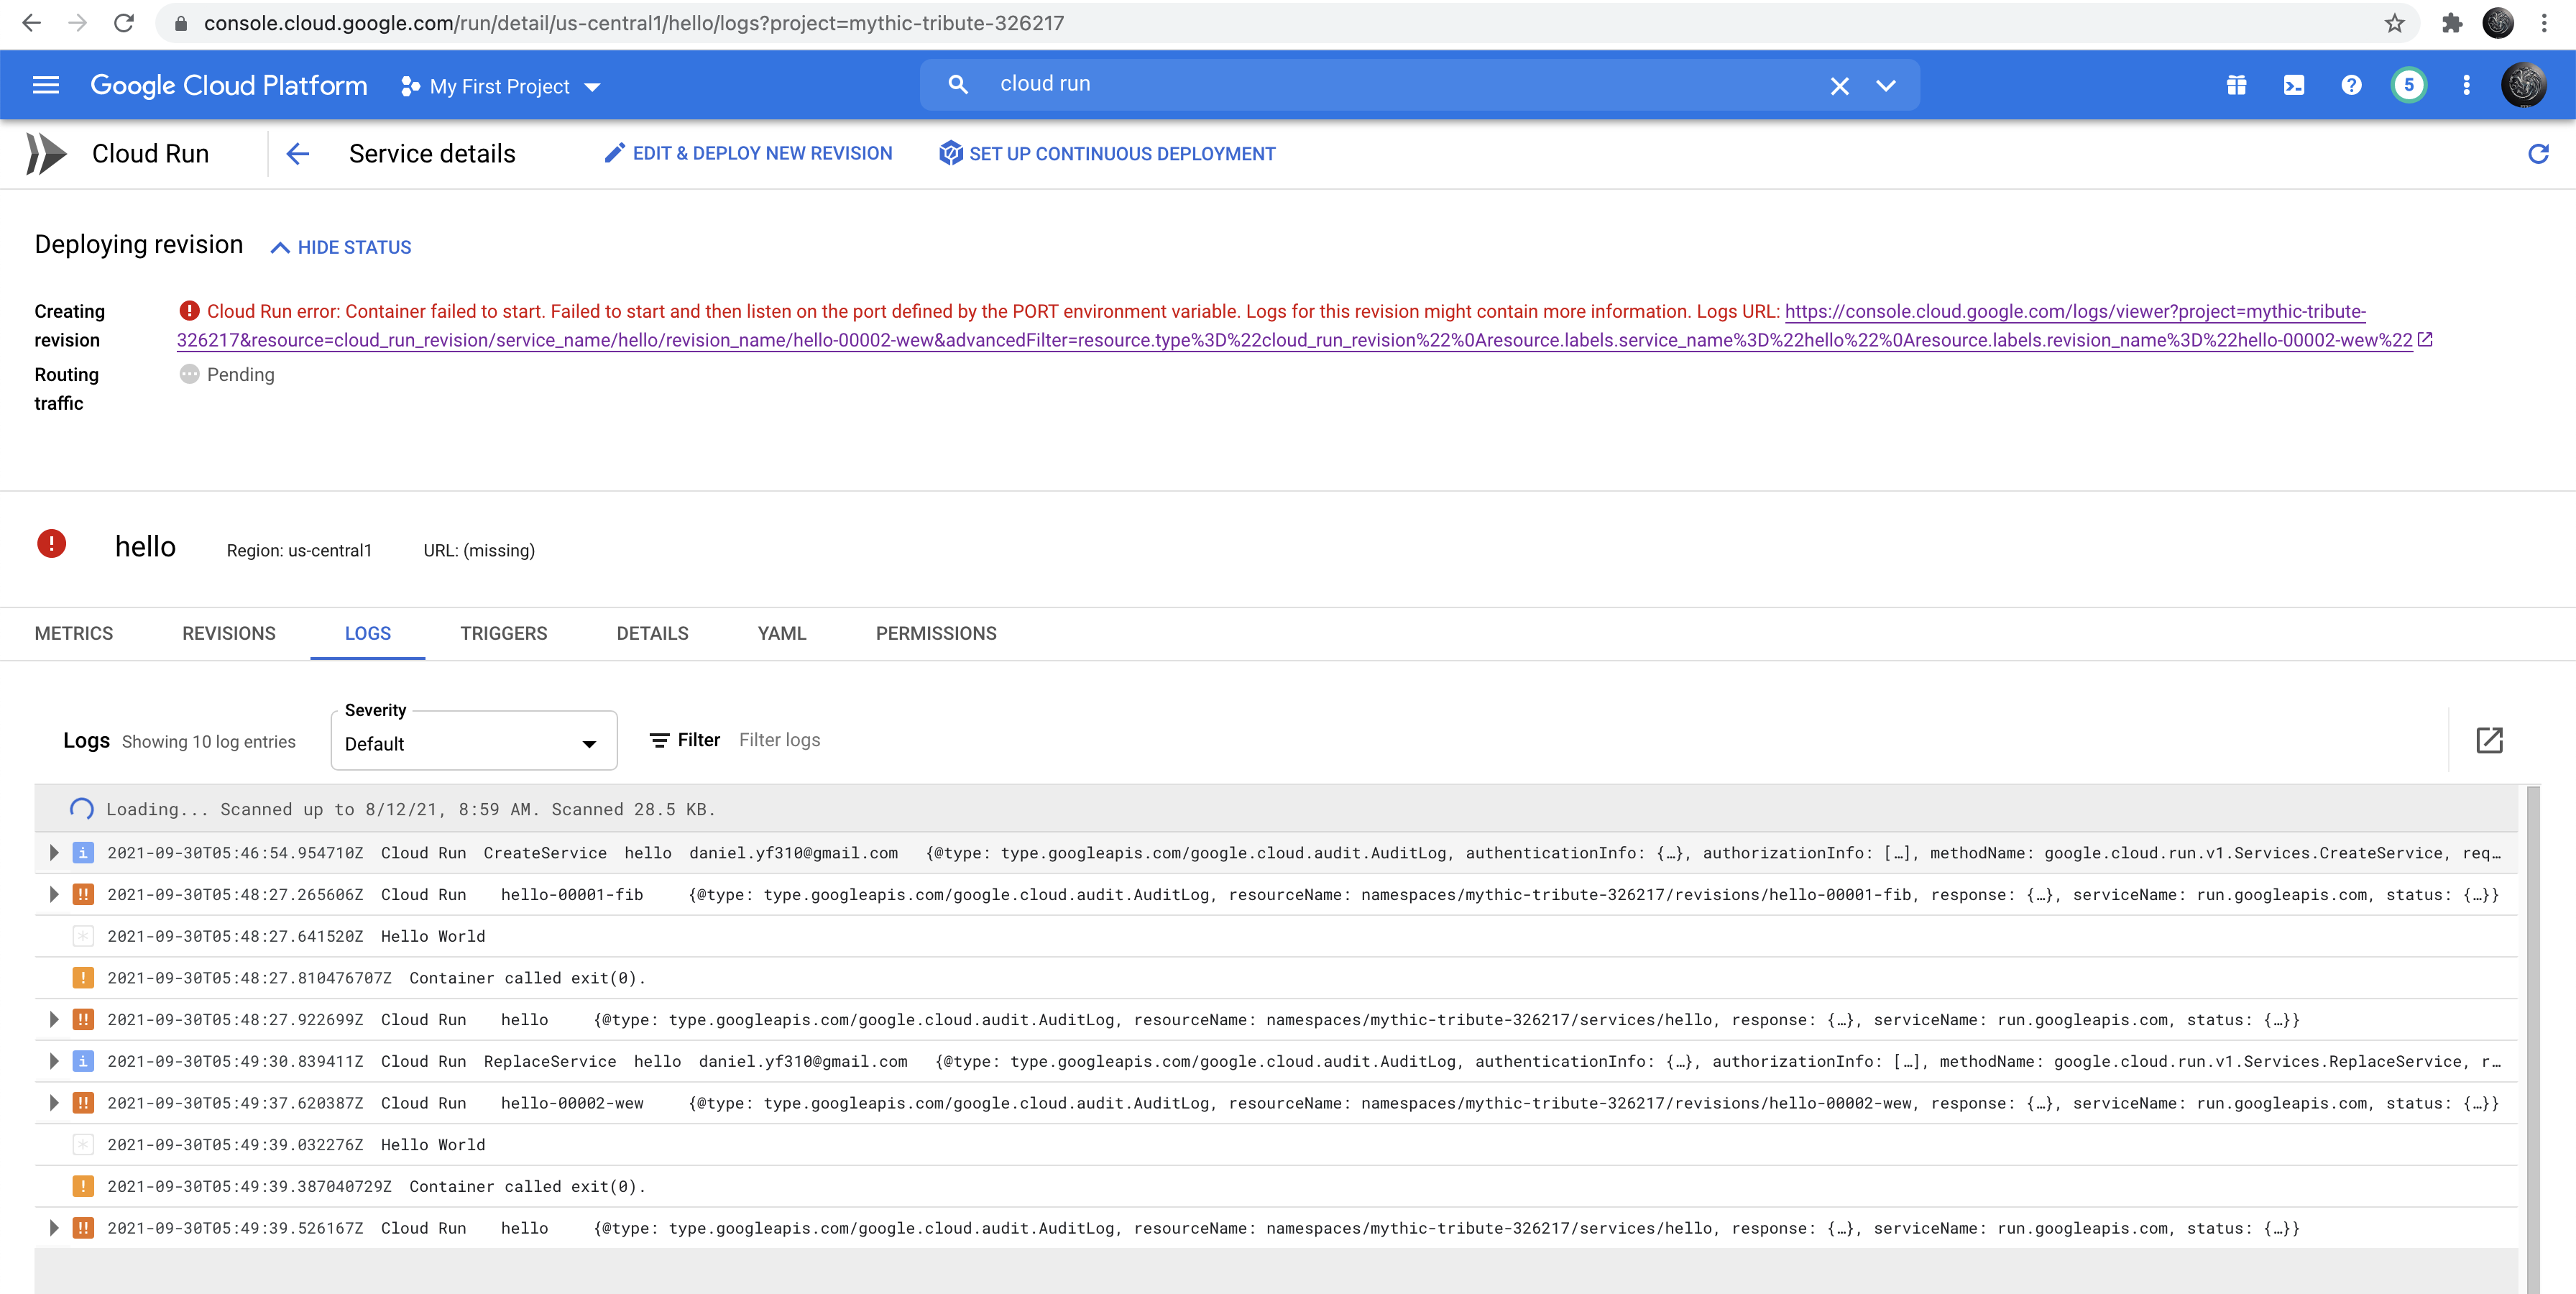 console.cloud.google.com/run/detail/us-central1/hello/logs?project=mythic-tribute-326217
Google Cloud Platform My First Project cloud run 5
Cloud Run Service details EDIT & DEPLOY NEW REVISION SET UP CONTINUOUS DEPLOYMENT
Deploying revision HIDE STATUS
Creating revision
Cloud Run error: Container failed to start. Failed to start and then listen on the port defined by the PORT environment variable. Logs for this revision might contain more information. Logs URL: https://console.cloud.google.com/logs/viewer?project=mythic-tribute-
326217&resource=cloud_run_revision/service_name/hello/revision_name/hello-00002-wew&advancedFilter=resource.type%3D%22cloud_run_revision%22%0Aresource.labels.service_name%3D%22hello%22%0Aresource.labels.revision_name%3D%22hello-00002-wew%22
Routing traffic
Pending
hello Region: us-central1 URL: (missing)
METRICS REVISIONS LOGS TRIGGERS DETAILS YAML PERMISSIONS
Severity
Logs Showing 10 log entries Default Filter Filter logs
Loading... Scanned up to 8/12/21, 8:59 AM. Scanned 28.5 KB.
i 2021-09-30T05:46:54.954710Z Cloud Run CreateService hello daniel.yf310@gmail.com {@type: type.googleapis.com/google.cloud.audit.AuditLog, authenticationInfo: {…}, authorizationInfo: […], methodName: google.cloud.run.v1.Services.CreateService, req…
!! 2021-09-30T05:48:27.265606Z Cloud Run hello-00001-fib {@type: type.googleapis.com/google.cloud.audit.AuditLog, resourceName: namespaces/mythic-tribute-326217/revisions/hello-00001-fib, response: {…}, serviceName: run.googleapis.com, status: {…}}
* 2021-09-30T05:48:27.641520Z Hello World
! 2021-09-30T05:48:27.810476707Z Container called exit(0).
!! 2021-09-30T05:48:27.922699Z Cloud Run hello {@type: type.googleapis.com/google.cloud.audit.AuditLog, resourceName: namespaces/mythic-tribute-326217/services/hello, response: {…}, serviceName: run.googleapis.com, status: {…}}
i 2021-09-30T05:49:30.839411Z Cloud Run ReplaceService hello daniel.yf310@gmail.com {@type: type.googleapis.com/google.cloud.audit.AuditLog, authenticationInfo: {…}, authorizationInfo: […], methodName: google.cloud.run.v1.Services.ReplaceService, r…
!! 2021-09-30T05:49:37.620387Z Cloud Run hello-00002-wew {@type: type.googleapis.com/google.cloud.audit.AuditLog, resourceName: namespaces/mythic-tribute-326217/revisions/hello-00002-wew, response: {…}, serviceName: run.googleapis.com, status: {…}}
* 2021-09-30T05:49:39.032276Z Hello World
! 2021-09-30T05:49:39.387040729Z Container called exit(0).
!! 2021-09-30T05:49:39.526167Z Cloud Run hello {@type: type.googleapis.com/google.cloud.audit.AuditLog, resourceName: namespaces/mythic-tribute-326217/services/hello, response: {…}, serviceName: run.googleapis.com, status: {…}}